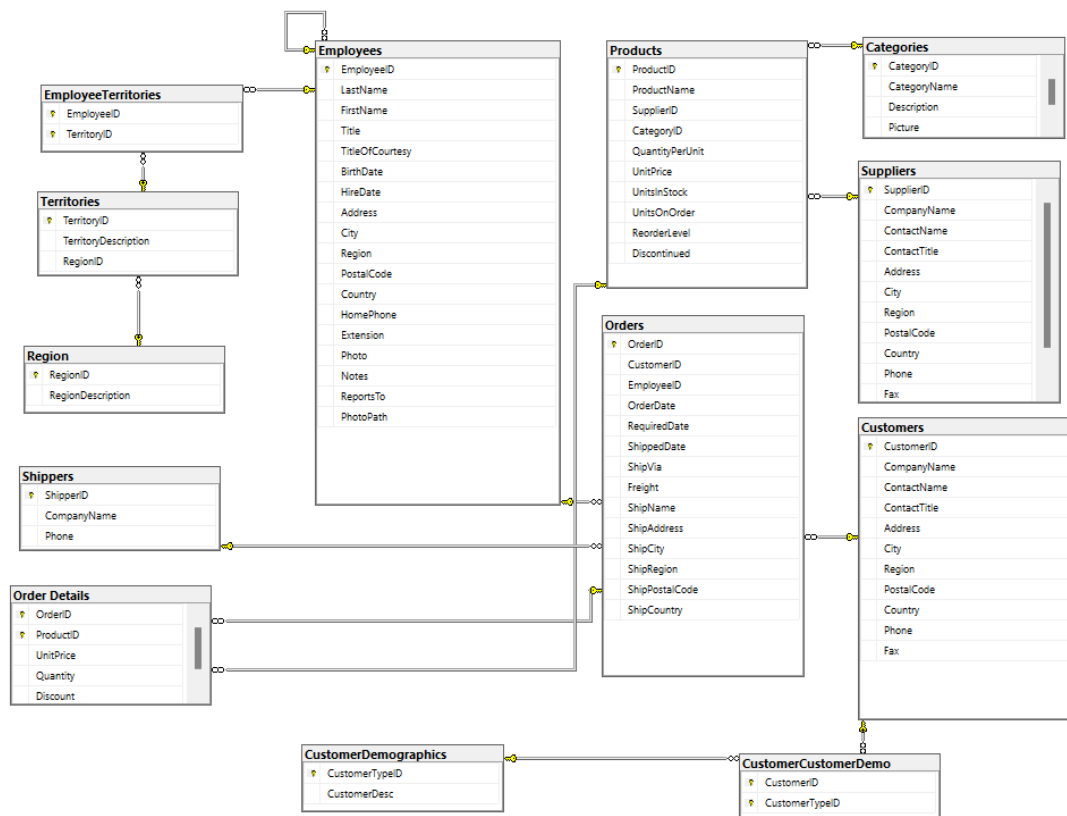 Employees
EmployeeID
LastName
FirstName
Title
TitleOfCourtesy
BirthDate
HireDate
Address
City
Region
PostalCode
Country
HomePhone
Extension
Photo
Notes
ReportsTo
PhotoPath
EmployeeTerritories
EmployeeID
TerritoryID
Territories
TerritoryID
TerritoryDescription
RegionID
Region
RegionID
RegionDescription
Shippers
ShipperID
CompanyName
Phone
Order Details
OrderID
ProductID
UnitPrice
Quantity
Discount
Products
ProductID
ProductName
SupplierID
CategoryID
QuantityPerUnit
UnitPrice
UnitsInStock
UnitsOnOrder
ReorderLevel
Discontinued
Orders
OrderID
CustomerID
EmployeeID
OrderDate
RequiredDate
ShippedDate
ShipVia
Freight
ShipName
ShipAddress
ShipCity
ShipRegion
ShipPostalCode
ShipCountry
Categories
CategoryID
CategoryName
Description
Picture
Suppliers
SupplierID
CompanyName
ContactName
ContactTitle
Address
City
Region
PostalCode
Country
Phone
Fax
Customers
CustomerID
CompanyName
ContactName
ContactTitle
Address
City
Region
PostalCode
Country
Phone
Fax
CustomerDemographics
CustomerTypeID
CustomerDesc
CustomerCustomerDemo
CustomerID
CustomerTypeID